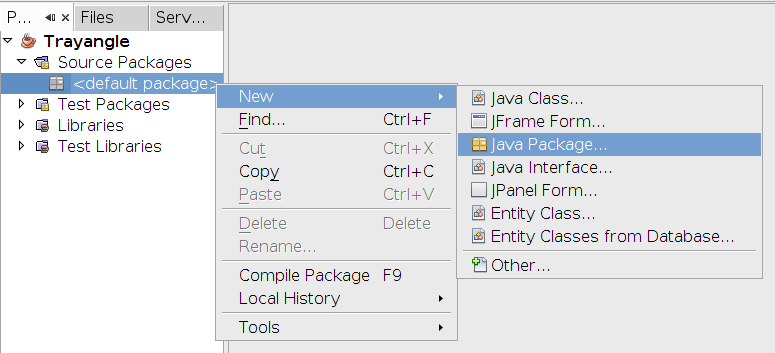 P... Files Serv...
Trayangle
Source Packages
<default package>
Test Packages
Libraries
Test Libraries
New
Find... Ctrl+F
Cut Ctrl+X
Copy Ctrl+C
Paste Ctrl+V
Delete Delete
Rename...
Compile Package F9
Local History
Tools
Java Class...
JFrame Form...
Java Package...
Java Interface...
JPanel Form...
Entity Class...
Entity Classes from Database...
Other...